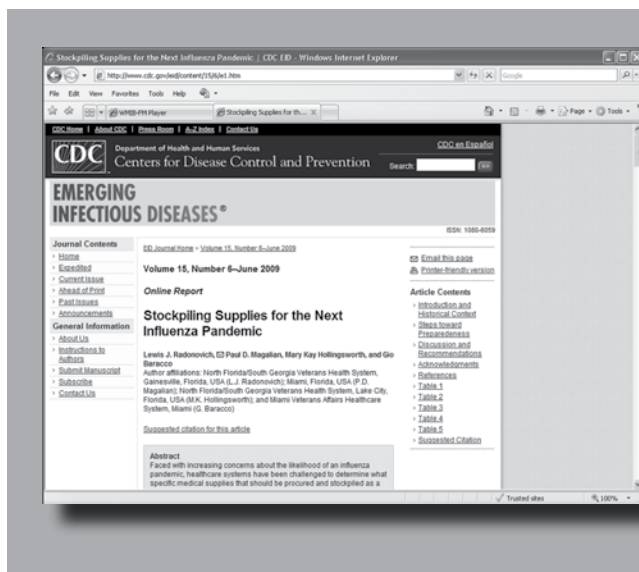 Stockpiling Supplies for the Next Influenza Pandemic | CDC EID - Windows Internet Explorer
http://www.cdc.gov/eid/content/15/6/e1.htm
Google
File Edit View Favorites Tools Help
WMEB-FM Player
Stockpiling Supplies for th...
Page
Tools
CDC Home | About CDC | Press Room | A-Z Index | Contact Us
CDC
Department of Health and Human Services
Centers for Disease Control and Prevention
CDC en Español
Search:
EMERGING
INFECTIOUS DISEASES®
ISSN: 1080-6059
Journal Contents
Home
Expedited
Current Issue
Ahead of Print
Past Issues
Announcements
General Information
About Us
Instructions to
Authors
Submit Manuscript
Subscribe
Contact Us
EID Journal Home > Volume 15, Number 6–June 2009
Volume 15, Number 6–June 2009
Online Report
Stockpiling Supplies for the Next
Influenza Pandemic
Lewis J. Radonovich, Paul D. Magalian, Mary Kay Hollingsworth, and Gio
Baracco
Author affiliations: North Florida/South Georgia Veterans Health System,
Gainesville, Florida, USA (L.J. Radonovich); Miami, Florida, USA (P.D.
Magalian); North Florida/South Georgia Veterans Health System, Lake City,
Florida, USA (M.K. Hollingsworth); and Miami Veterans Affairs Healthcare
System, Miami (G. Baracco)
Suggested citation for this article
Abstract
Faced with increasing concerns about the likelihood of an influenza
pandemic, healthcare systems have been challenged to determine what
specific medical supplies that should be procured and stockpiled as a
Email this page
Printer-friendly version
Article Contents
Introduction and
Historical Context
Steps toward
Preparedness
Discussion and
Recommendations
Acknowledgments
References
Table 1
Table 2
Table 3
Table 4
Table 5
Suggested Citation
Trusted sites
100%